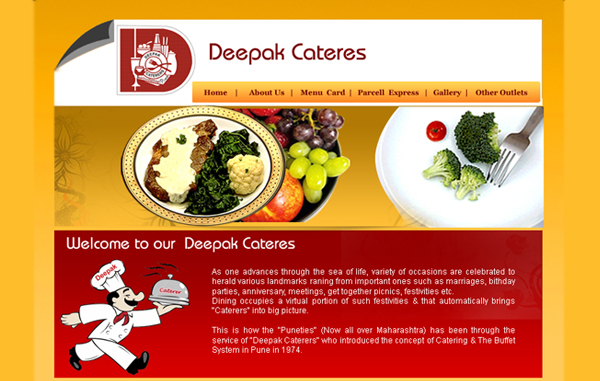 DEEPAK
CATERERS
Deepak Cateres
Home | About Us | Menu Card | Parcell Express | Gallery | Other Outlets
Welcome to our Deepak Cateres
Deepak
Caterer
As one advances through the sea of life, variety of occasions are celebrated to
herald various landmarks raning from important ones such as marriages, bithday
parties, anniversary, meetings, get together picnics, festivities etc.
Dining occupies a virtual portion of such festivities & that automatically brings
"Caterers" into big picture.
This is how the "Puneties" (Now all over Maharashtra) has been through the
service of "Deepak Caterers" who introduced the concept of Catering & The Buffet
System in Pune in 1974.